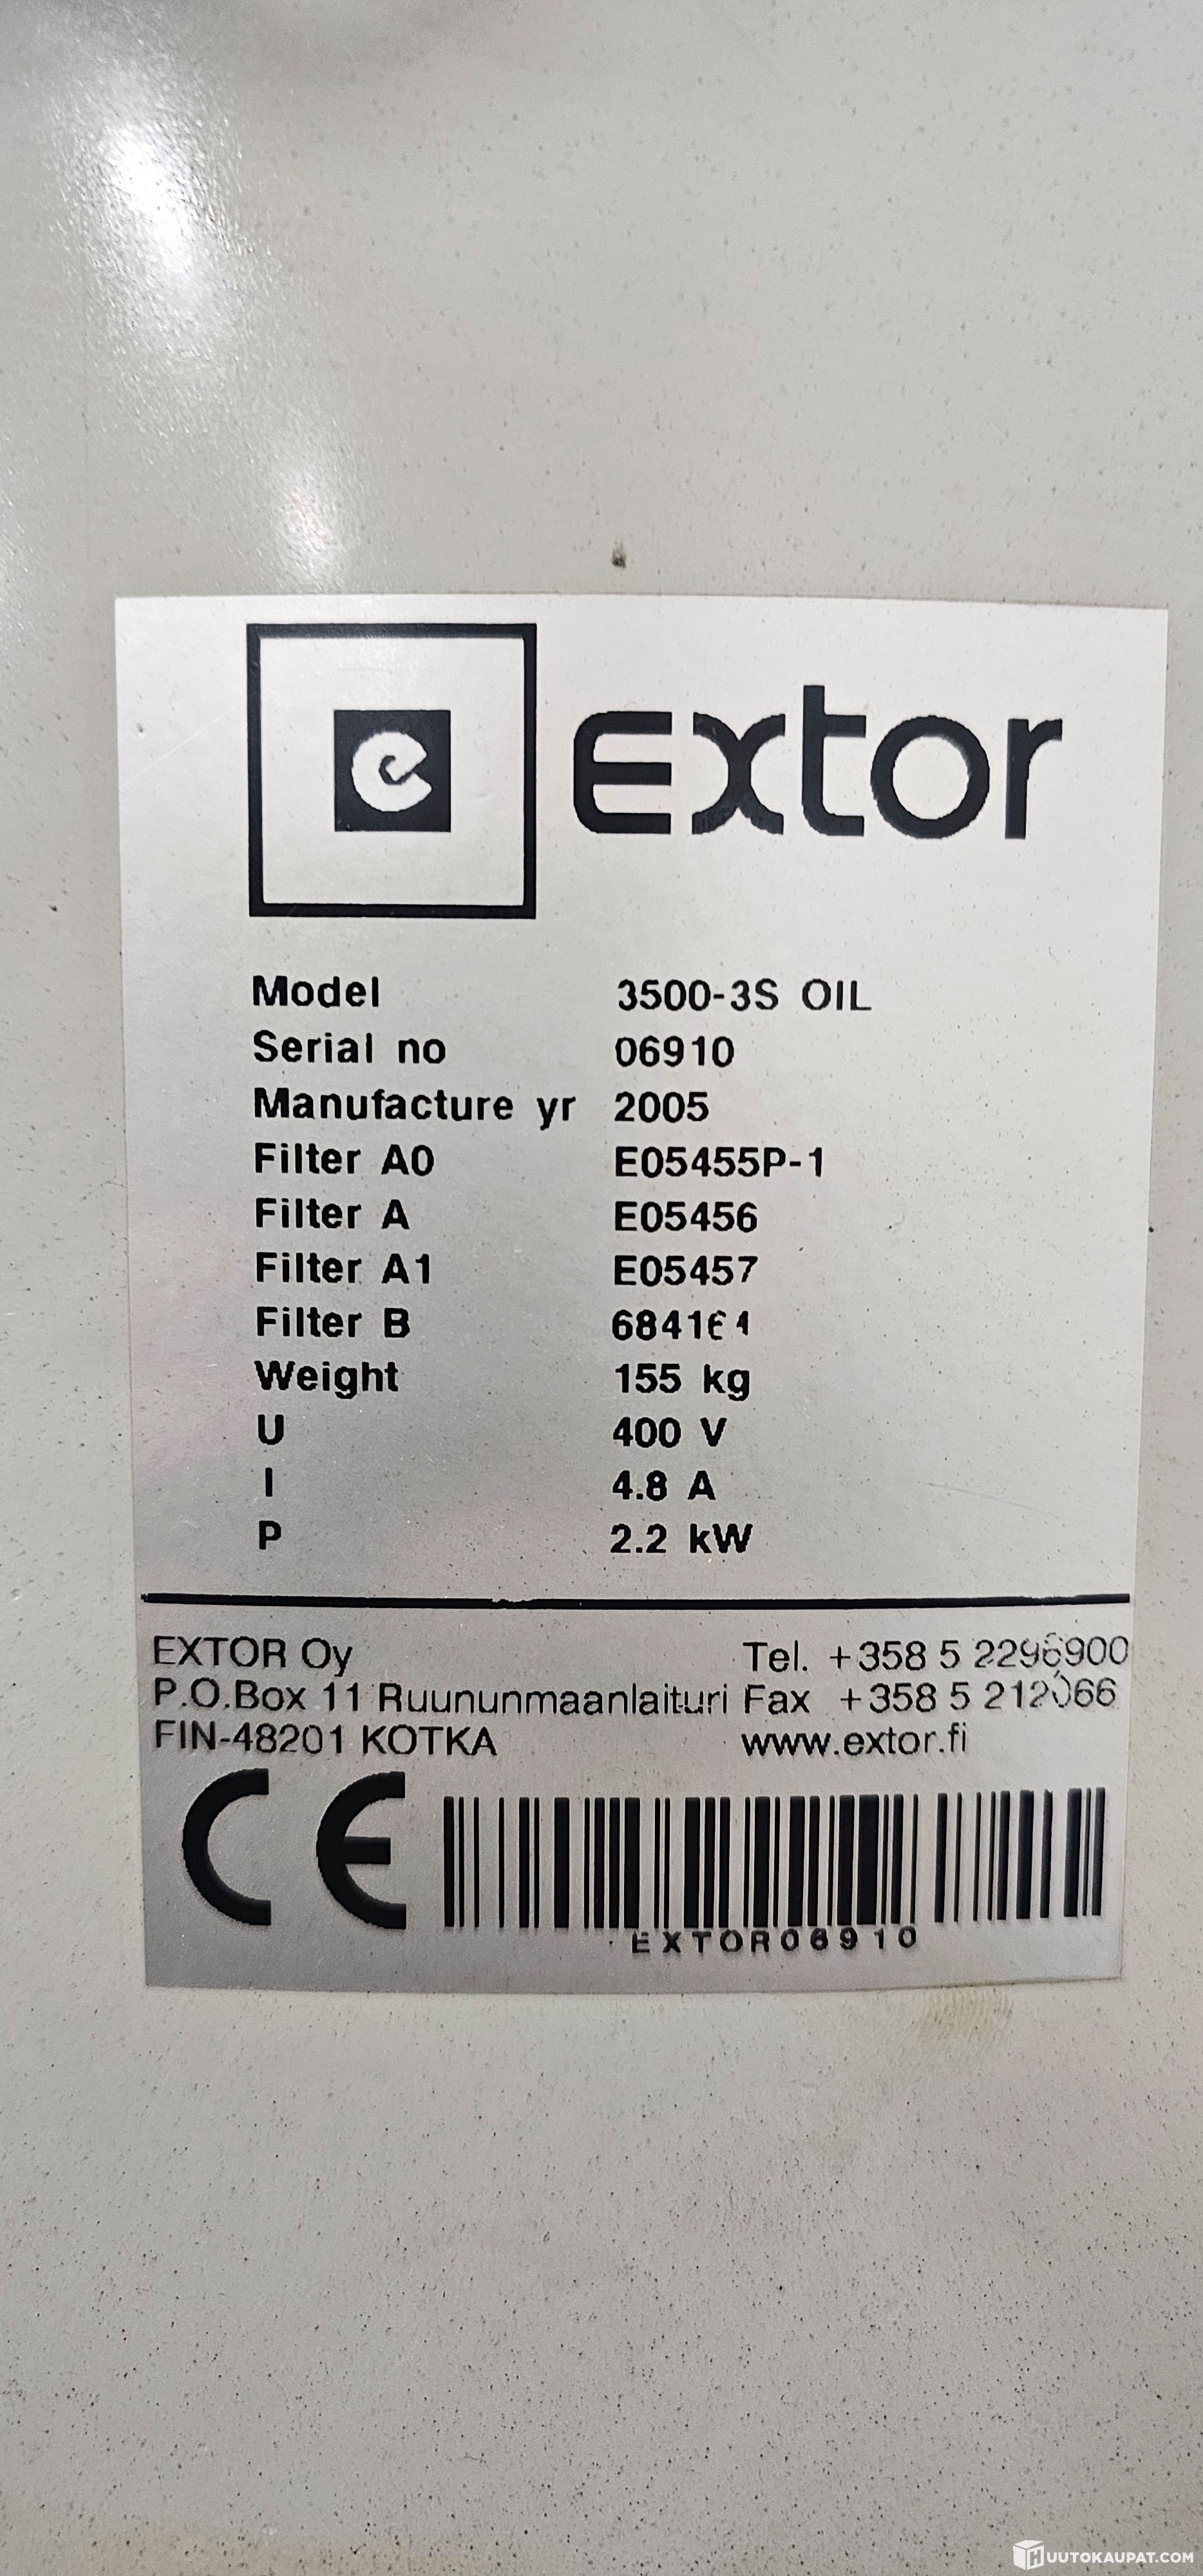 e extor
Model 3500-3S OIL
Serial no 06910
Manufacture yr 2005
Filter A0 E05455P-1
Filter A E05456
Filter A1 E05457
Filter B
Weight 155 kg
U 400 V
I 4.8 A
P 2.2 kW
EXTOR Oy Tel. +358 5 2296900
P.O.Box 11 Ruununmaanlaituri Fax +358 5
FIN-48201 KOTKA www.extor.fi
CE
EXTOR06910
HUUTOKAUPAT.COM